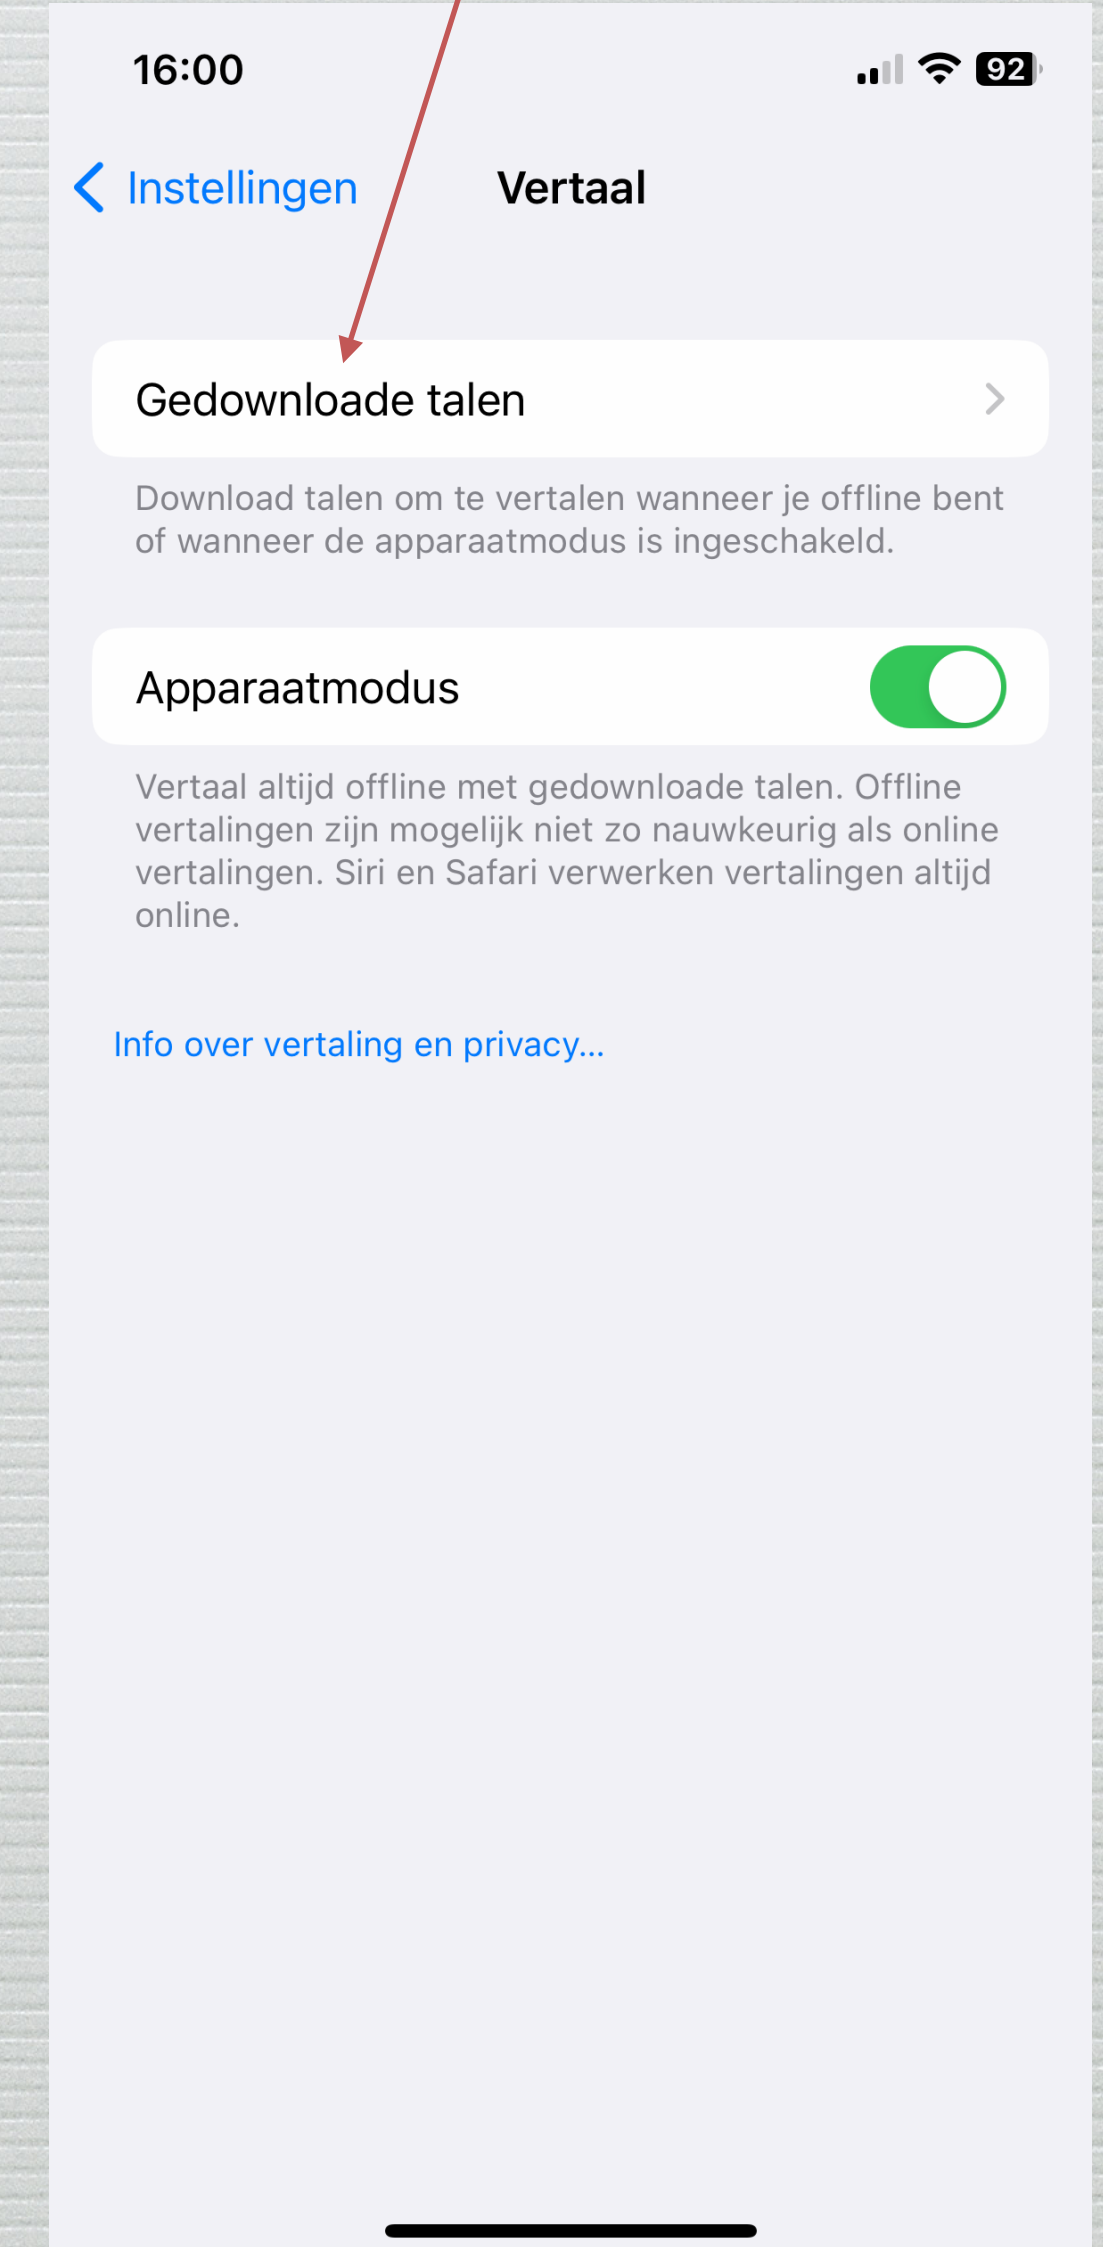 16:00
92
Instellingen
Vertaal
Gedownloade talen
Download talen om te vertalen wanneer je offline bent
of wanneer de apparaatmodus is ingeschakeld.
Apparaatmodus
Vertaal altijd offline met gedownloade talen. Offline
vertalingen zijn mogelijk niet zo nauwkeurig als online
vertalingen. Siri en Safari verwerken vertalingen altijd
online.
Info over vertaling en privacy...